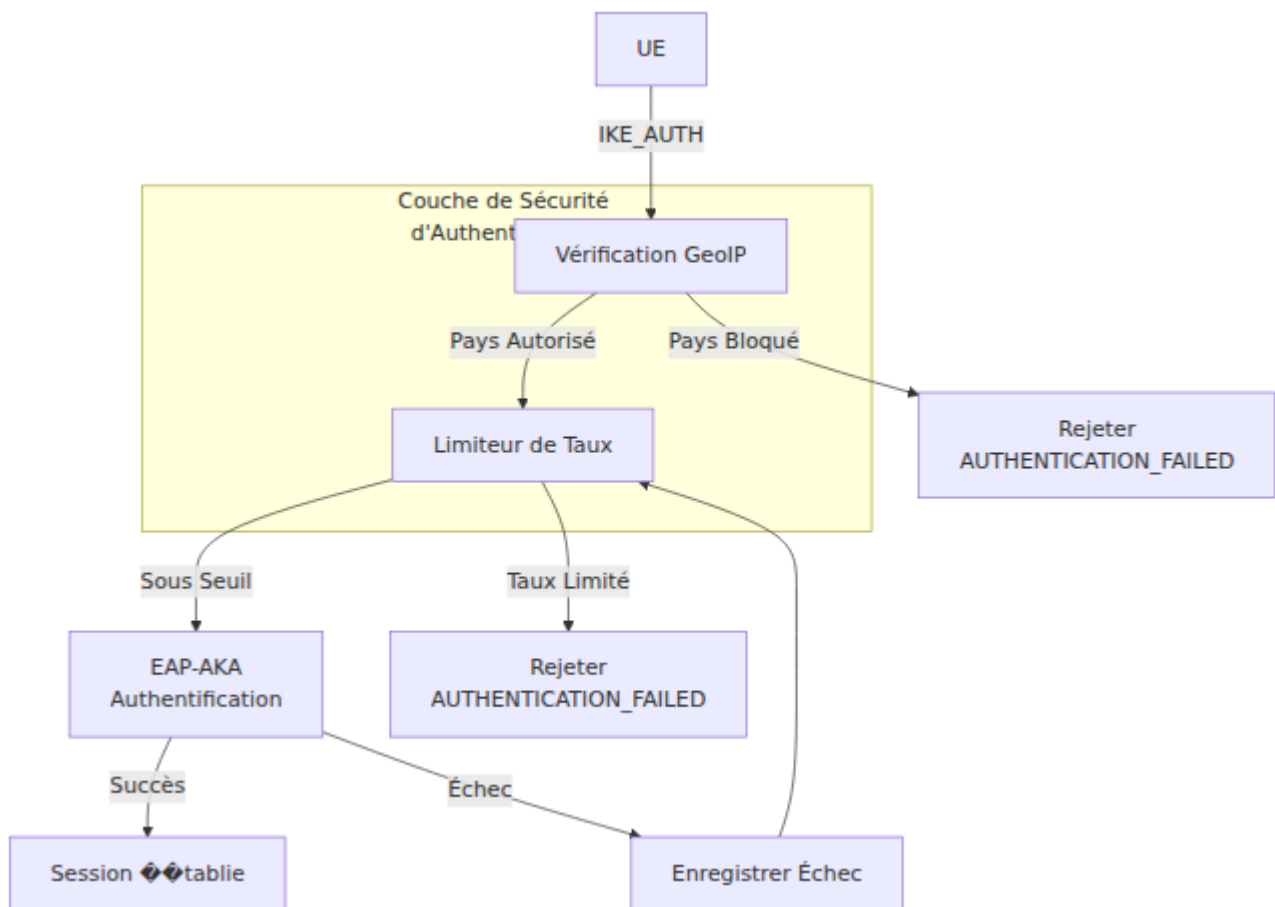 UE
IKE_AUTH
Couche de Sécurité
d'Authent
Vérification GeoIP
Pays Autorisé
Pays Bloqué
Limiteur de Taux
Rejeter
AUTHENTICATION_FAILED
Sous Seuil
Taux Limité
EAP-AKA
Authentification
Rejeter
AUTHENTICATION_FAILED
Succès
Échec
Session ��tablie
Enregistrer Échec